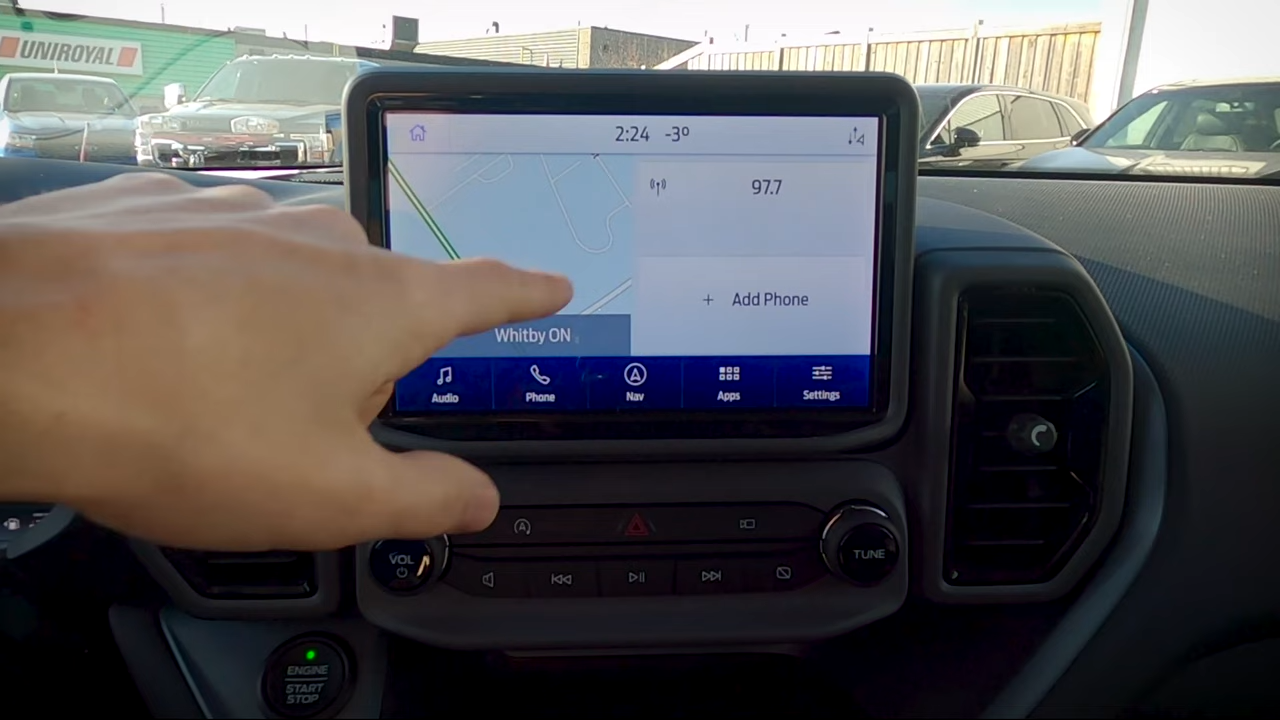 UNIROYAL
2:24 -3º
97.7
+ Add Phone
Whitby ON
Audio
Phone
Nav
Apps
Settings
VOL
TUNE
ENGINE
START
STOP